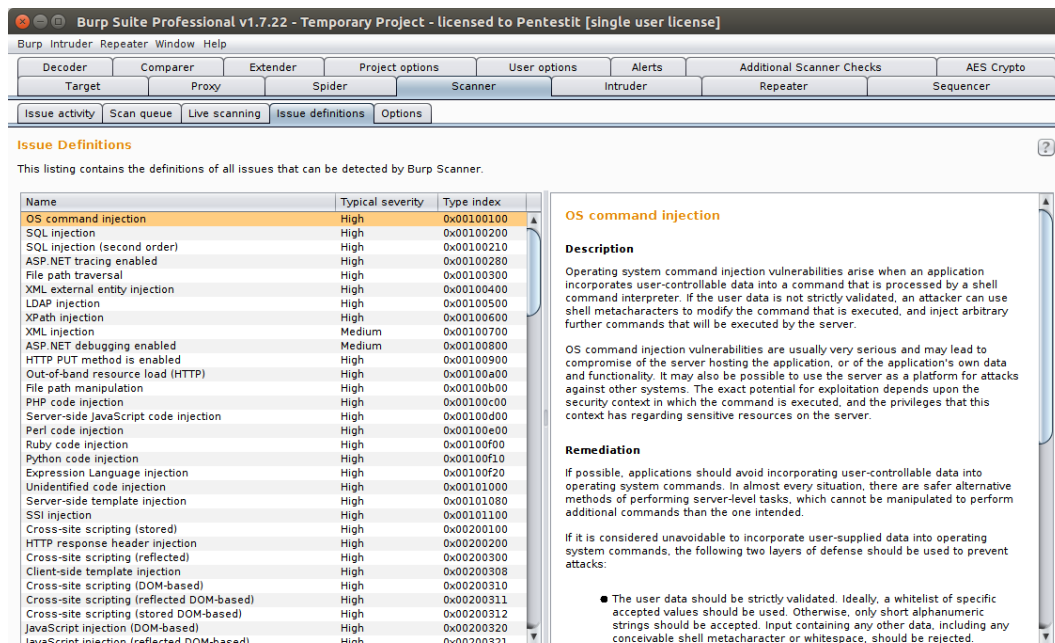 Burp Suite Professional v1.7.22 - Temporary Project - licensed to Pentestit [single user license]
Burp Intruder Repeater Window Help
Decoder Comparer Extender Project options User options Alerts Additional Scanner Checks AES Crypto
Target Proxy Spider Scanner Intruder Repeater Sequencer
Issue activity Scan queue Live scanning Issue definitions Options
Issue Definitions
?
This listing contains the definitions of all issues that can be detected by Burp Scanner.
Name Typical severity Type index
OS command injection High 0x00100100
SQL injection High 0x00100200
SQL injection (second order) High 0x00100210
ASP.NET tracing enabled High 0x00100280
File path traversal High 0x00100300
XML external entity injection High 0x00100400
LDAP injection High 0x00100500
XPath injection High 0x00100600
XML injection Medium 0x00100700
ASP.NET debugging enabled Medium 0x00100800
HTTP PUT method is enabled High 0x00100900
Out-of-band resource load (HTTP) High 0x00100a00
File path manipulation High 0x00100b00
PHP code injection High 0x00100c00
Server-side JavaScript code injection High 0x00100d00
Perl code injection High 0x00100e00
Ruby code injection High 0x00100f00
Python code injection High 0x00100f10
Expression Language injection High 0x00100f20
Unidentified code injection High 0x00101000
Server-side template injection High 0x00101080
SSI injection High 0x00101100
Cross-site scripting (stored) High 0x00200100
HTTP response header injection High 0x00200200
Cross-site scripting (reflected) High 0x00200300
Client-side template injection High 0x00200308
Cross-site scripting (DOM-based) High 0x00200310
Cross-site scripting (reflected DOM-based) High 0x00200311
Cross-site scripting (stored DOM-based) High 0x00200312
JavaScript injection (DOM-based) High 0x00200320
JavaScript injection (reflected DOM-based) High 0x00200321
OS command injection
Description
Operating system command injection vulnerabilities arise when an application
incorporates user-controllable data into a command that is processed by a shell
command interpreter. If the user data is not strictly validated, an attacker can use
shell metacharacters to modify the command that is executed, and inject arbitrary
further commands that will be executed by the server.
OS command injection vulnerabilities are usually very serious and may lead to
compromise of the server hosting the application, or of the application's own data
and functionality. It may also be possible to use the server as a platform for attacks
against other systems. The exact potential for exploitation depends upon the
security context in which the command is executed, and the privileges that this
context has regarding sensitive resources on the server.
Remediation
If possible, applications should avoid incorporating user-controllable data into
operating system commands. In almost every situation, there are safer alternative
methods of performing server-level tasks, which cannot be manipulated to perform
additional commands than the one intended.
If it is considered unavoidable to incorporate user-supplied data into operating
system commands, the following two layers of defense should be used to prevent
attacks:
● The user data should be strictly validated. Ideally, a whitelist of specific
accepted values should be used. Otherwise, only short alphanumeric
strings should be accepted. Input containing any other data, including any
conceivable shell metacharacter or whitespace, should be rejected.